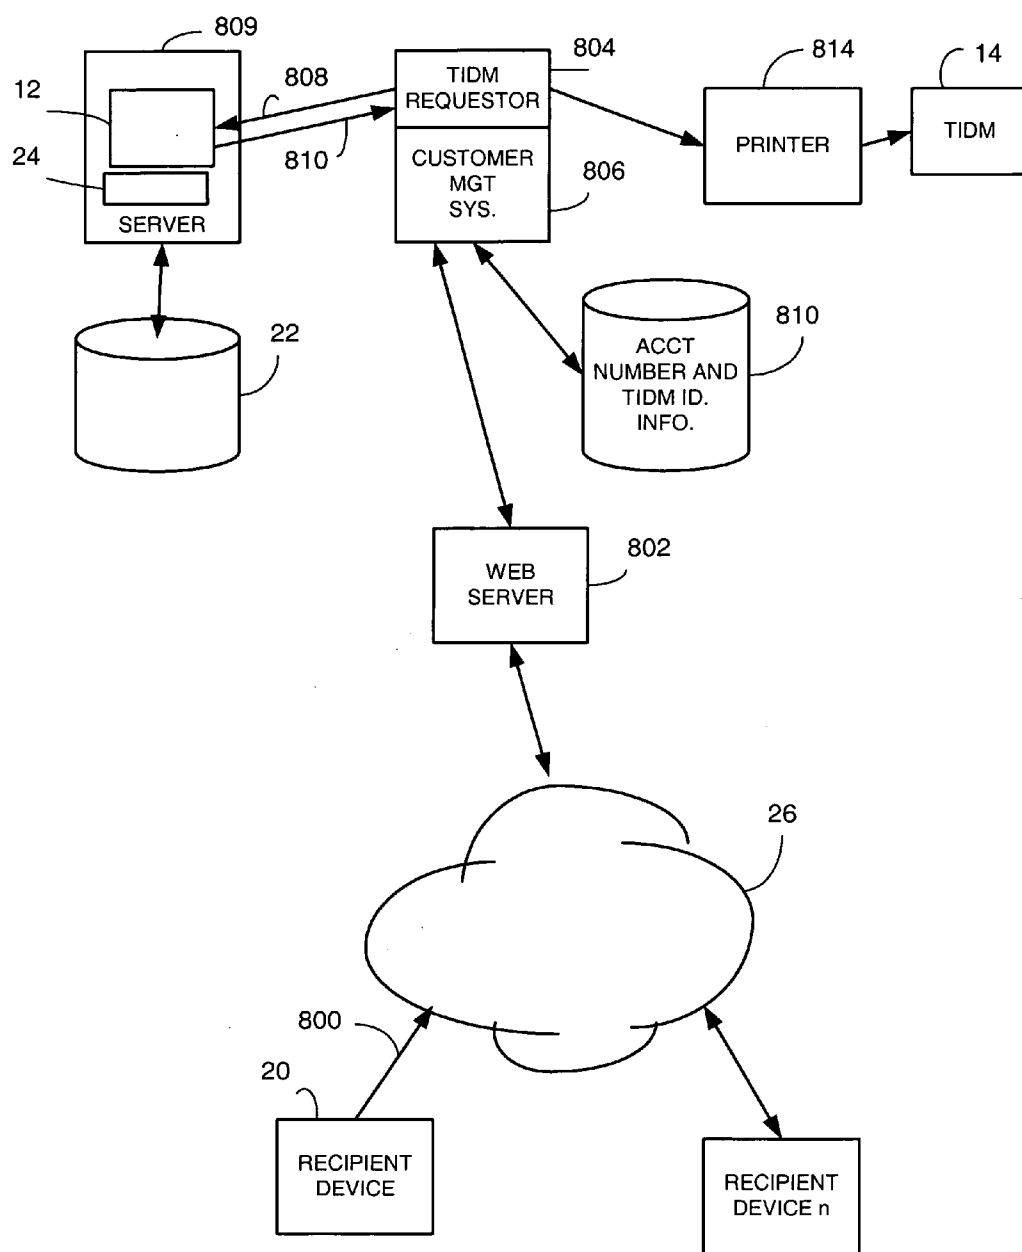 809
804
814
14
12
808
TIDM
REQUESTOR
PRINTER
TIDM
24
810
CUSTOMER
MGT
SYS.
806
SERVER
22
810
ACCT
NUMBER AND
TIDM ID.
INFO.
802
WEB
SERVER
26
800
20
RECIPIENT
DEVICE
RECIPIENT
DEVICE n